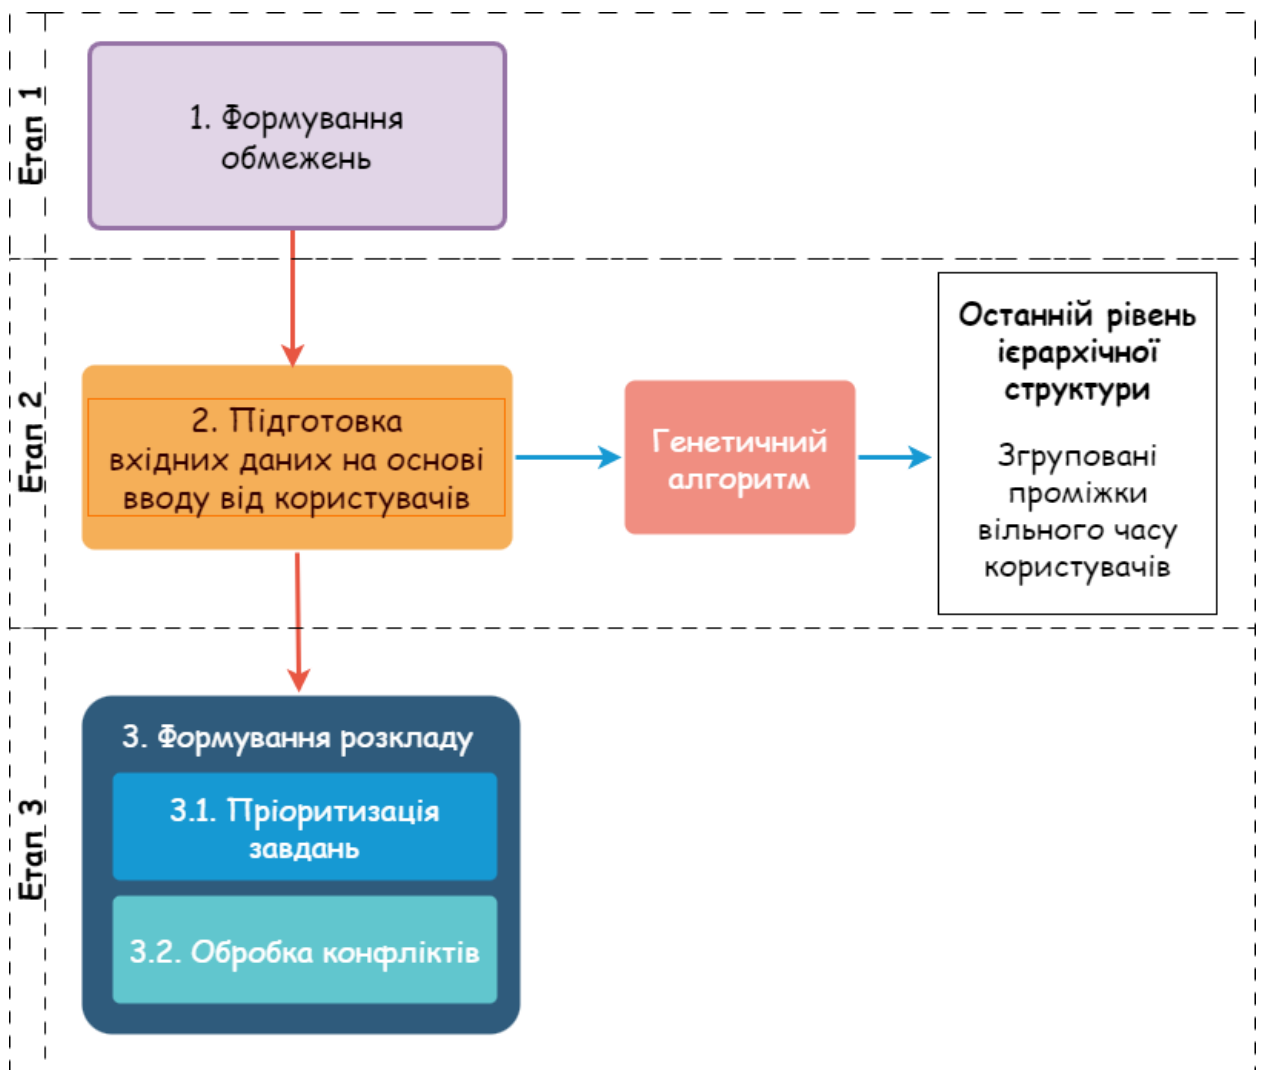 Етап 1
1. Формування
обмежень
Етап 2
2. Підготовка
вхідних даних на основі
вводу від користувачів
Генетичний
алгоритм
Останній рівень
ієрархічної
структури
Згруповані
проміжки
вільного часу
користувачів
Етап 3
3. Формування розкладу
3.1. Пріоритизація
завдань
3.2. Обробка конфліктів